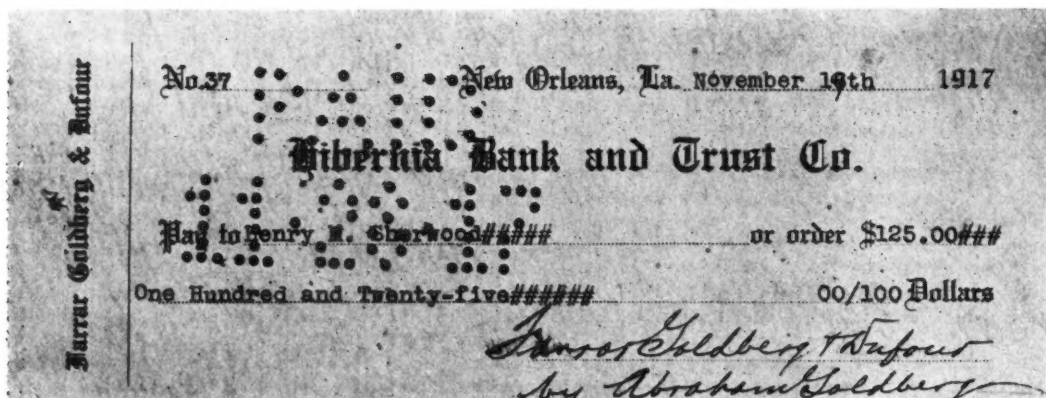 Farrar Goldberg & Dufour
No. 37 New Orleans, La. November 19th 1917
PAID
Hibernia Bank and Trust Co.
Pay to Henry Sherwood##### or order $125.00###
One Hundred and Twenty-five###### 00/100 Dollars
Farrar Goldberg & Dufour
by Abraham Goldberg